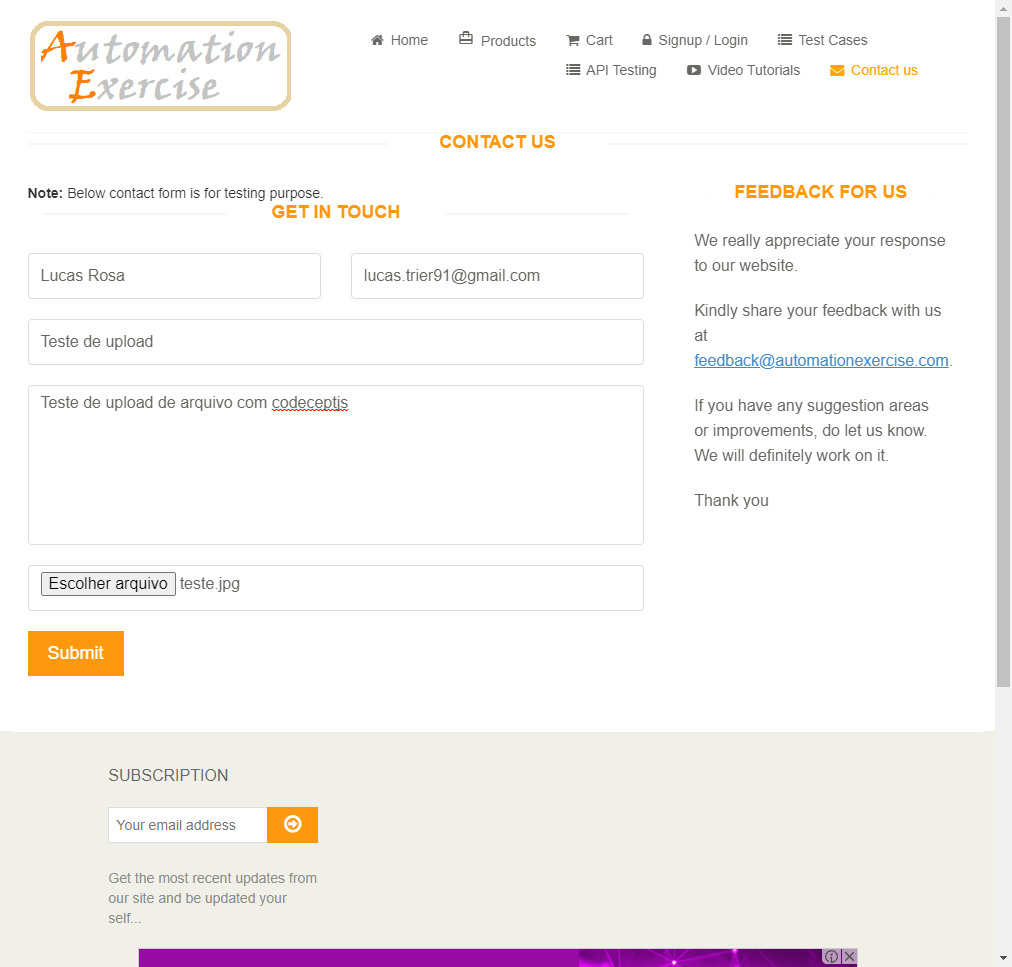 Automation
Exercise
Home
Products
Cart
Signup / Login
Test Cases
API Testing
Video Tutorials
Contact us
CONTACT US
Note: Below contact form is for testing purpose.
GET IN TOUCH
Lucas Rosa
lucas.trier91@gmail.com
Teste de upload
Teste de upload de arquivo com codeceptjs
Escolher arquivo teste.jpg
Submit
FEEDBACK FOR US
We really appreciate your response
to our website.
Kindly share your feedback with us
at
feedback@automationexercise.com.
If you have any suggestion areas
or improvements, do let us know.
We will definitely work on it.
Thank you
SUBSCRIPTION
Your email address
Get the most recent updates from
our site and be updated your
self...